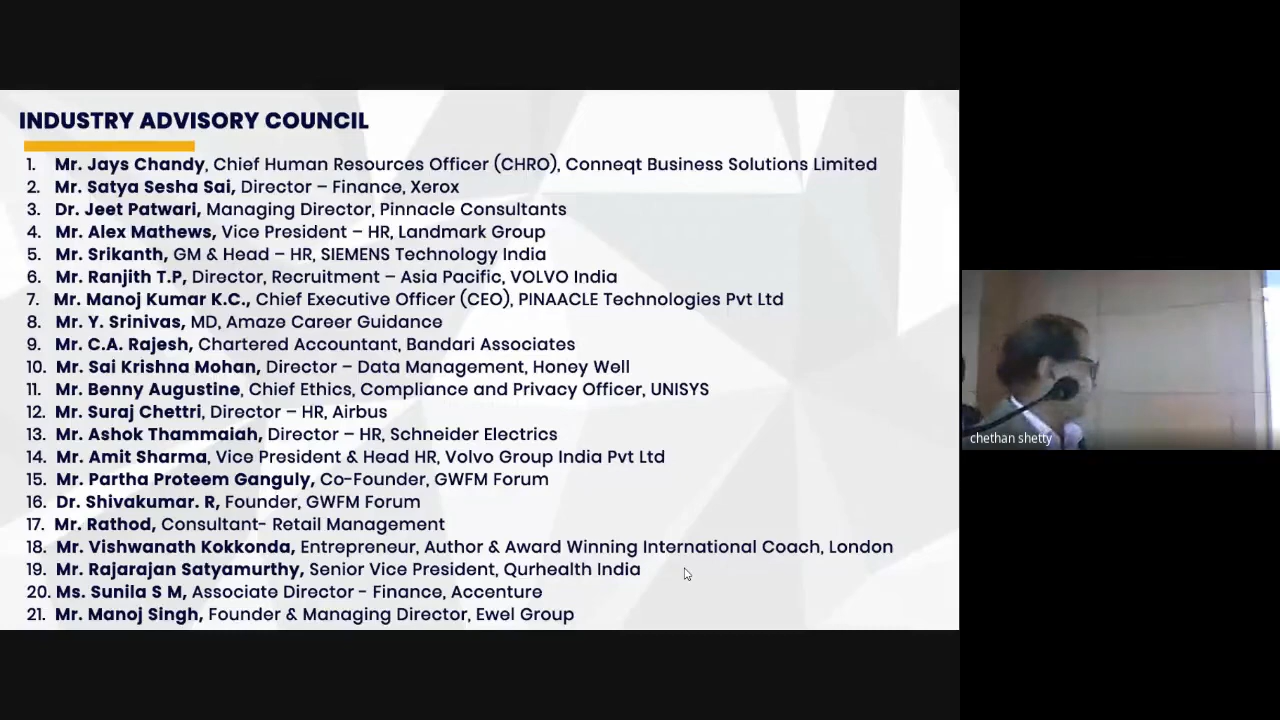 INDUSTRY ADVISORY COUNCIL
1. Mr. Jays Chandy, Chief Human Resources Officer (CHRO), Conneqt Business Solutions Limited
2. Mr. Satya Sesha Sai, Director – Finance, Xerox
3. Dr. Jeet Patwari, Managing Director, Pinnacle Consultants
4. Mr. Alex Mathews, Vice President – HR, Landmark Group
5. Mr. Srikanth, GM & Head – HR, SIEMENS Technology India
6. Mr. Ranjith T.P, Director, Recruitment – Asia Pacific, VOLVO India
7. Mr. Manoj Kumar K.C., Chief Executive Officer (CEO), PINAACLE Technologies Pvt Ltd
8. Mr. Y. Srinivas, MD, Amaze Career Guidance
9. Mr. C.A. Rajesh, Chartered Accountant, Bandari Associates
10. Mr. Sai Krishna Mohan, Director – Data Management, Honey Well
11. Mr. Benny Augustine, Chief Ethics, Compliance and Privacy Officer, UNISYS
12. Mr. Suraj Chettri, Director – HR, Airbus
13. Mr. Ashok Thammaiah, Director – HR, Schneider Electrics
14. Mr. Amit Sharma, Vice President & Head HR, Volvo Group India Pvt Ltd
15. Mr. Partha Proteem Ganguly, Co-Founder, GWFM Forum
16. Dr. Shivakumar. R, Founder, GWFM Forum
17. Mr. Rathod, Consultant- Retail Management
18. Mr. Vishwanath Kokkonda, Entrepreneur, Author & Award Winning International Coach, London
19. Mr. Rajarajan Satyamurthy, Senior Vice President, Qurhealth India
20. Ms. Sunila S M, Associate Director - Finance, Accenture
21. Mr. Manoj Singh, Founder & Managing Director, Ewel Group
chethan shetty